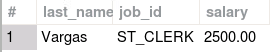 # last_name job_id salary
1 Vargas ST_CLERK 2500.00